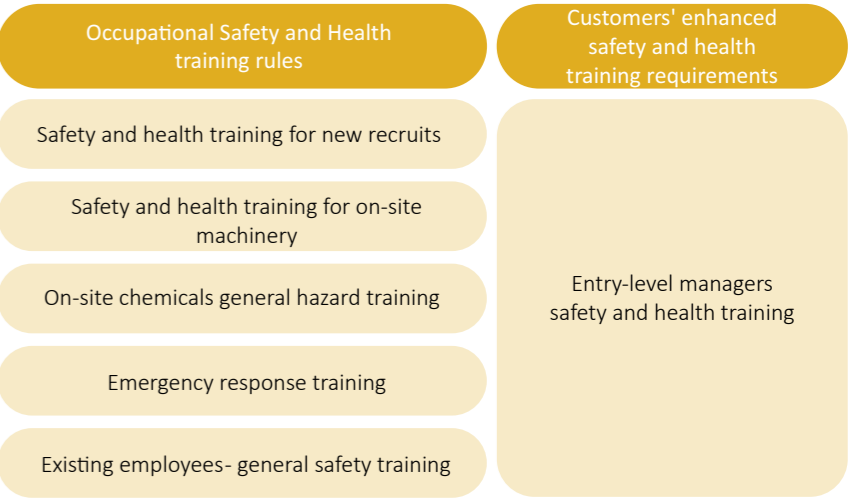 Occupational Safety and Health
training rules
Customers' enhanced
safety and health
training requirements
Safety and health training for new recruits
Safety and health training for on-site
machinery
On-site chemicals general hazard training
Emergency response training
Existing employees- general safety training
Entry-level managers
safety and health training